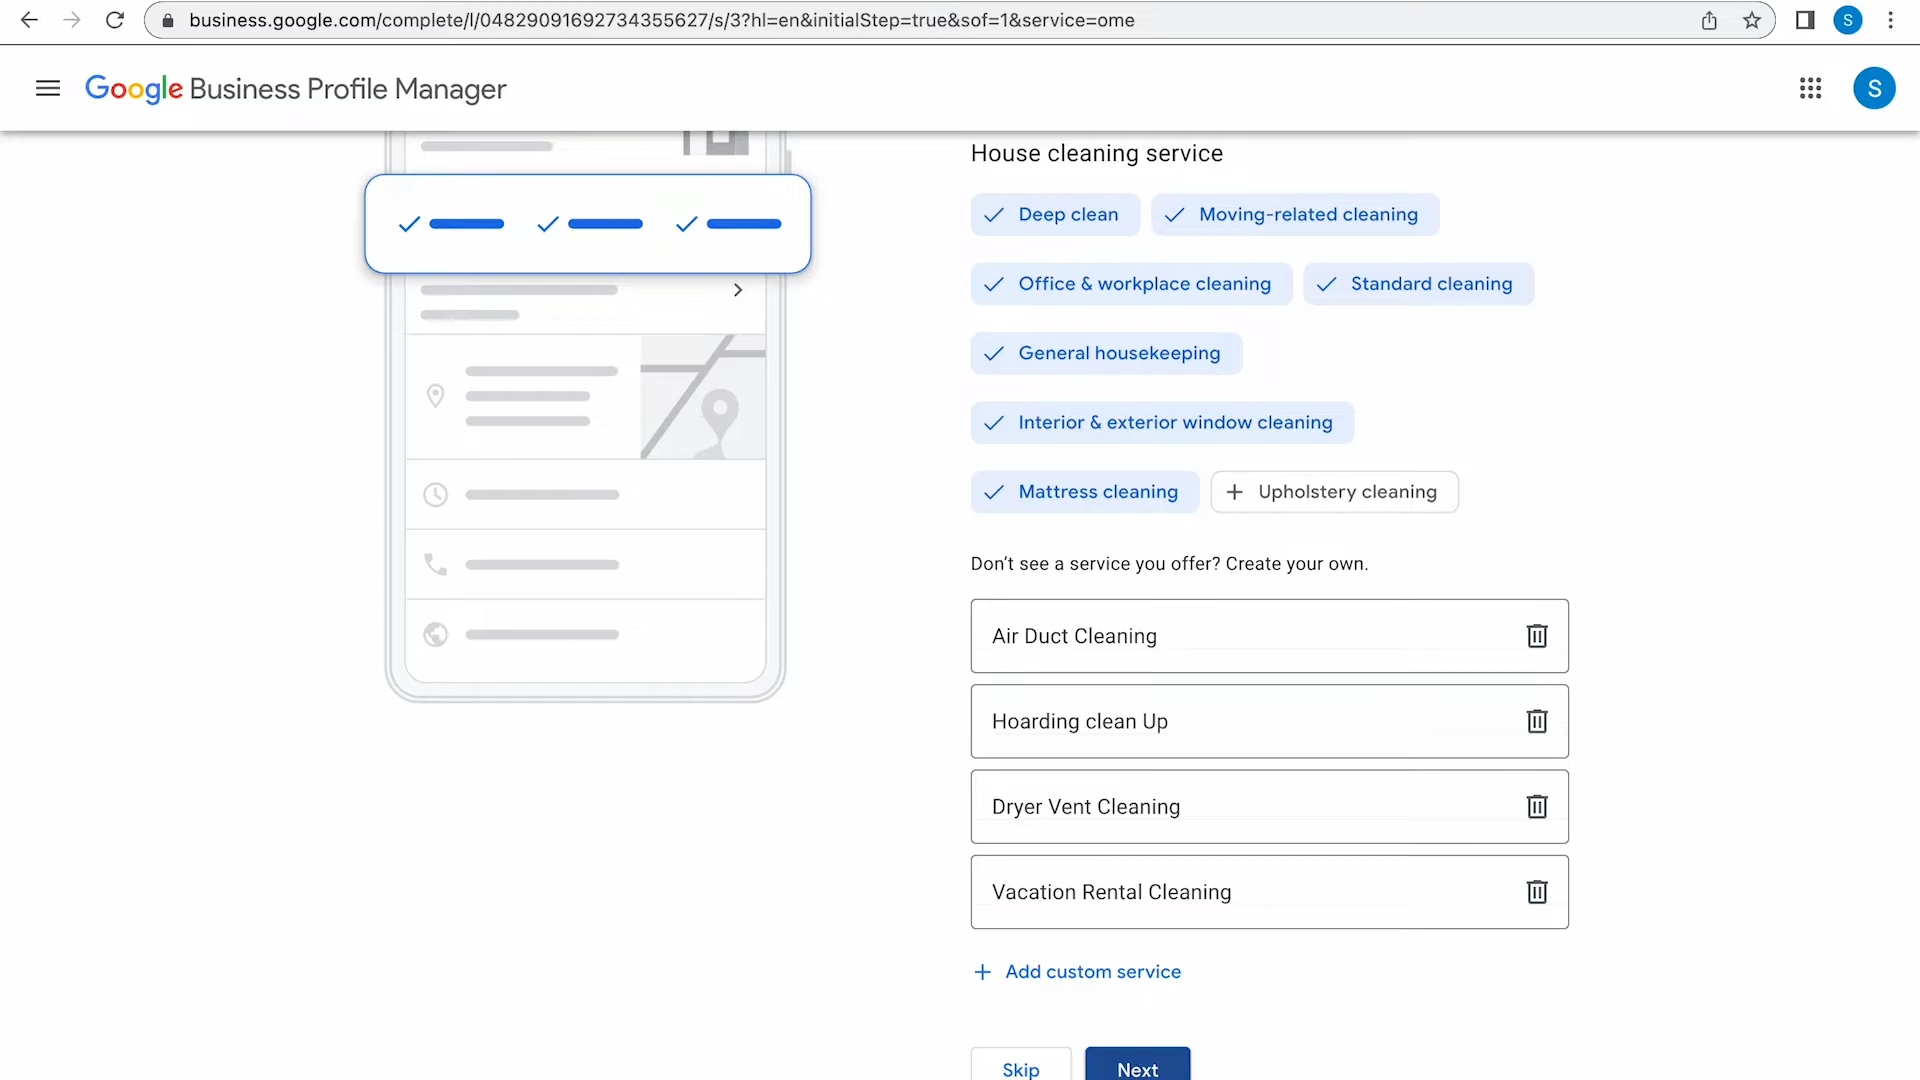 business.google.com/complete/l/04829091692734355627/s/3?hl=en&initialStep=true&sof=1&service=ome
S
Google Business Profile Manager
S
House cleaning service
Deep clean
Moving-related cleaning
Office & workplace cleaning
Standard cleaning
General housekeeping
Interior & exterior window cleaning
Mattress cleaning
Upholstery cleaning
Don't see a service you offer? Create your own.
Air Duct Cleaning
Hoarding clean Up
Dryer Vent Cleaning
Vacation Rental Cleaning
+ Add custom service
Skip
Next